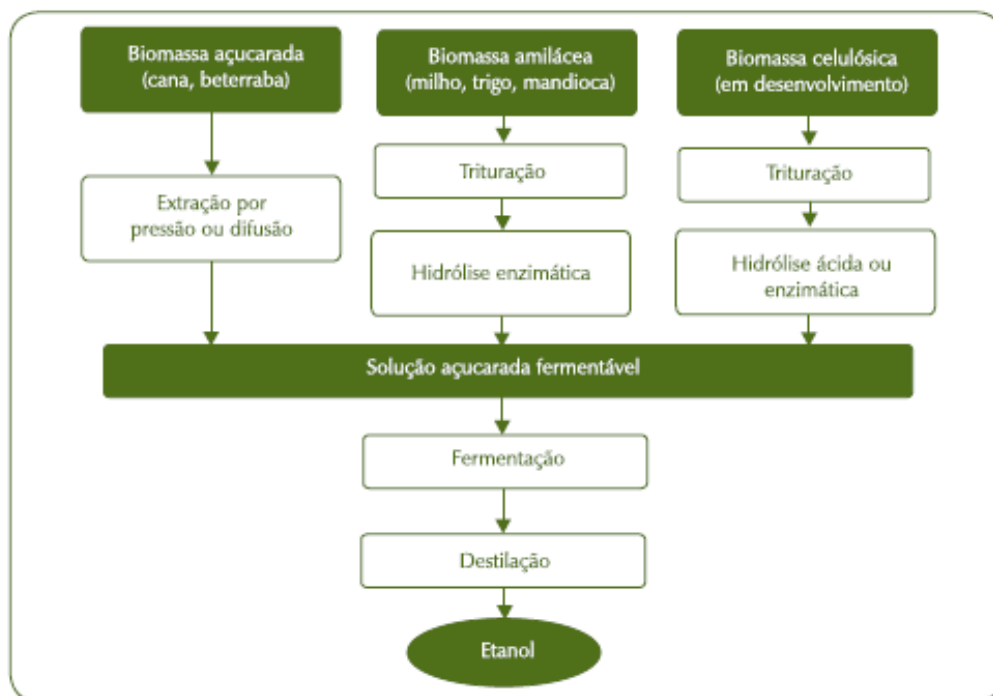 Biomassa açucarada
(cana, beterraba)
Biomassa amilácea
(milho, trigo, mandioca)
Biomassa celulósica
(em desenvolvimento)
Extração por
pressão ou difusão
Trituração
Trituração
Hidrólise enzimática
Hidrólise ácida ou
enzimática
Solução açucarada fermentável
Fermentação
Destilação
Etanol